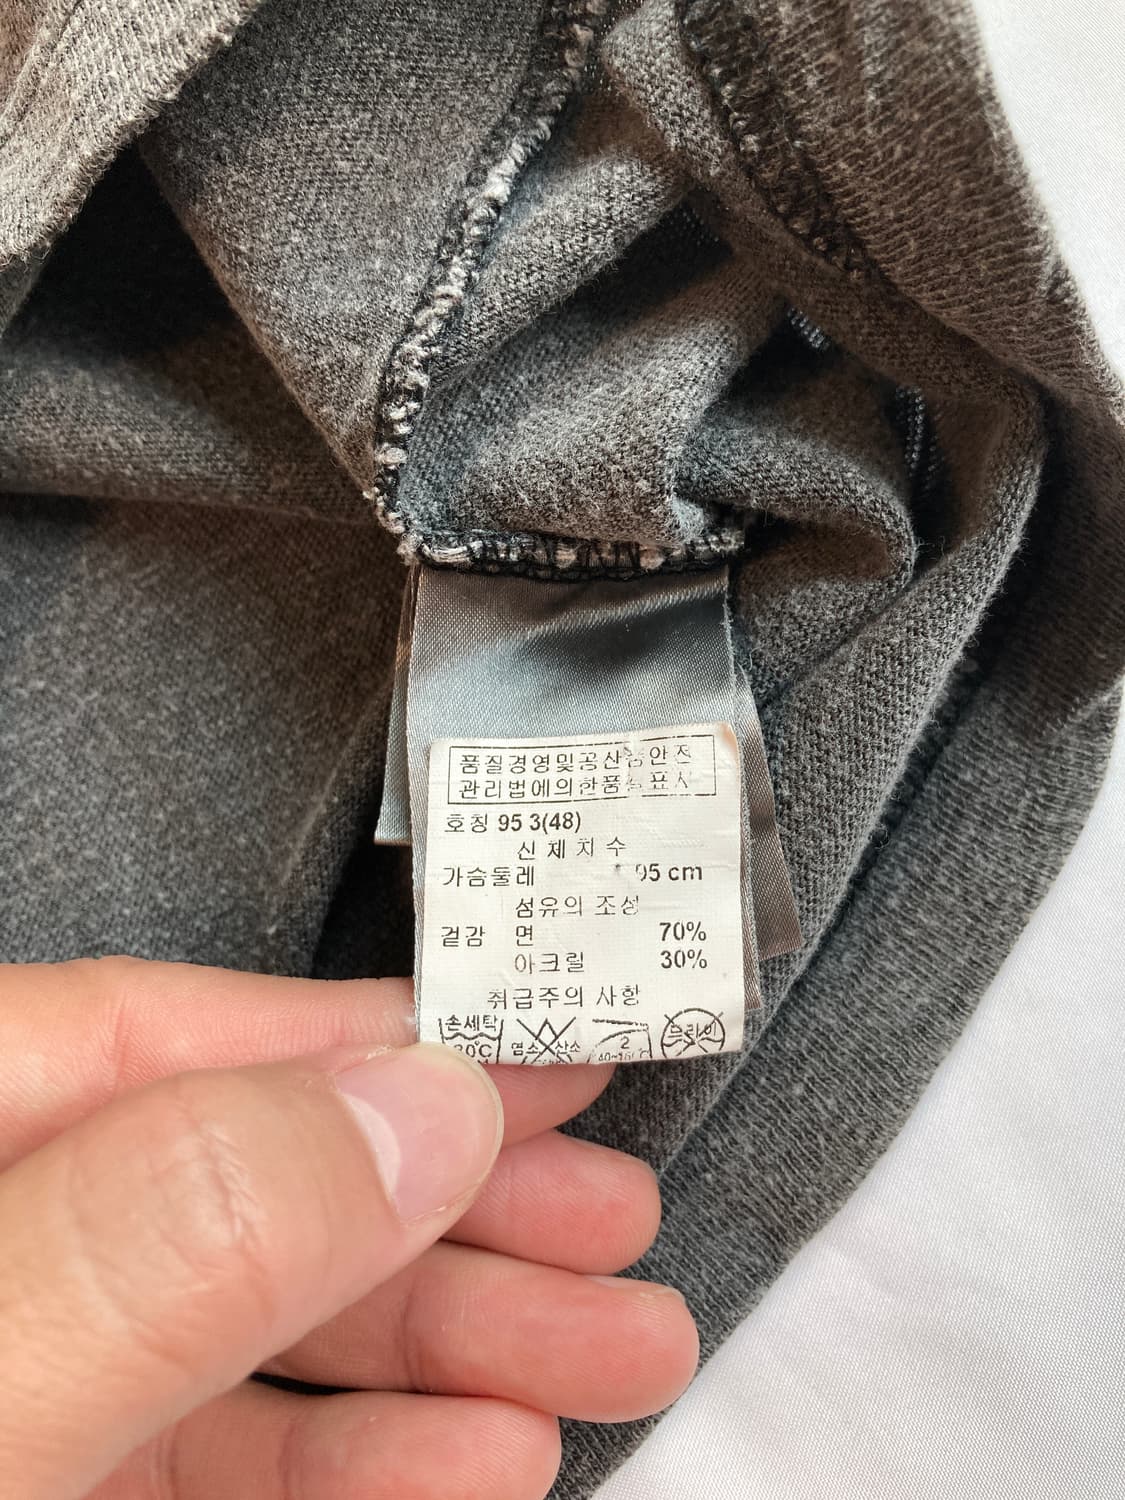 품질경영및공산품안전
관리법에의한품질표시
호칭 95 3(48)
신체치수
가슴둘레 95 cm
섬유의 조성
겉감 면 70%
아크릴 30%
취급주의 사항
손세탁 염소 산소 2 드라이
30°C